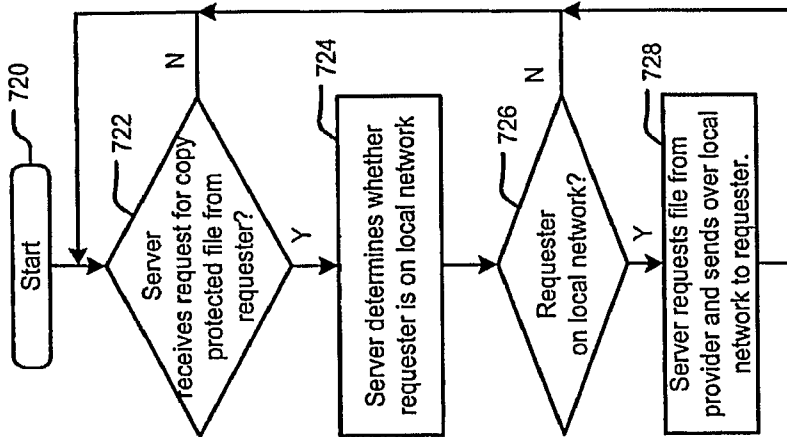 720
Start
722
Server
receives request for copy
protected file from
requester?
N
Y
724
Server determines whether
requester is on local network
726
Requester
on local network?
N
Y
728
Server requests file from
provider and sends over local
network to requester.